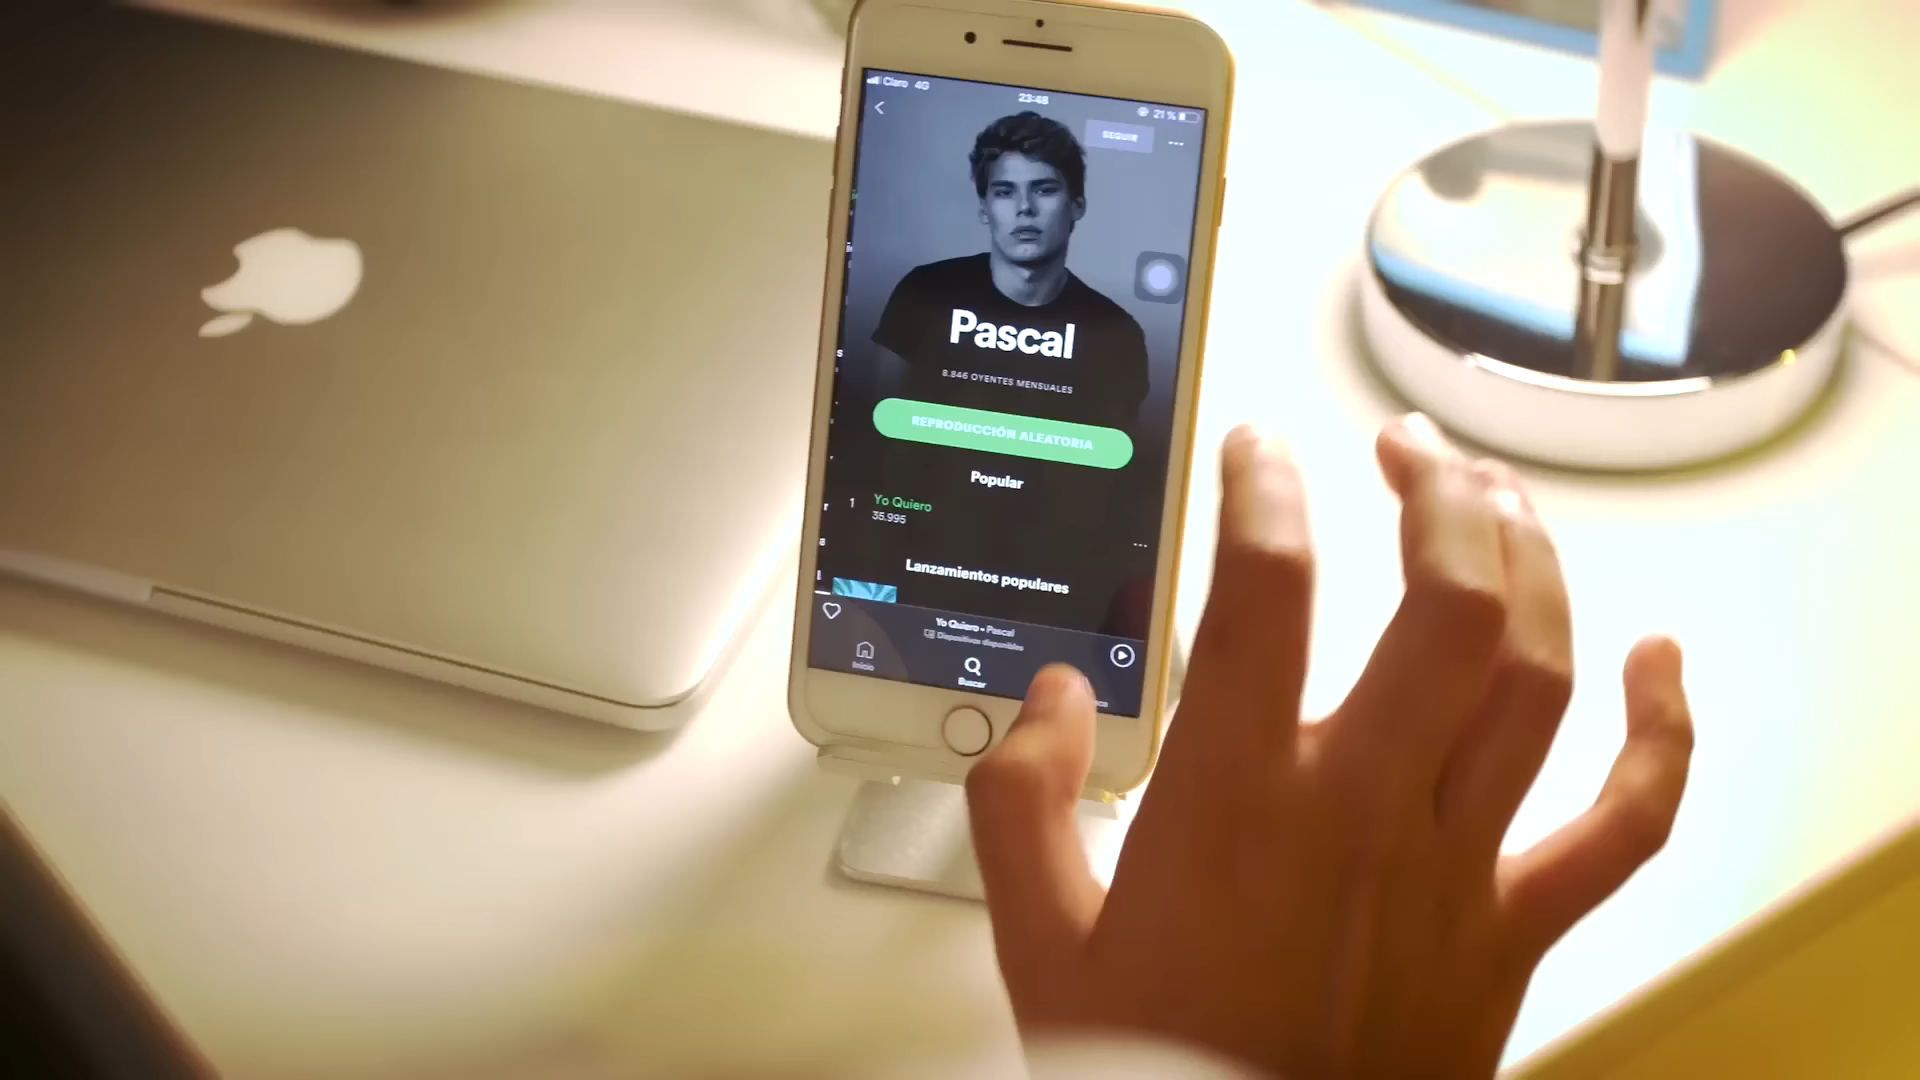 Claro 4G
23:48
21 %
SEGUIR
Pascal
8.846 OYENTES MENSUALES
REPRODUCCIÓN ALEATORIA
Popular
1 Yo Quiero
35.995
Lanzamientos populares
Yo Quiero • Pascal
Dispositivos disponibles
Inicio
Buscar